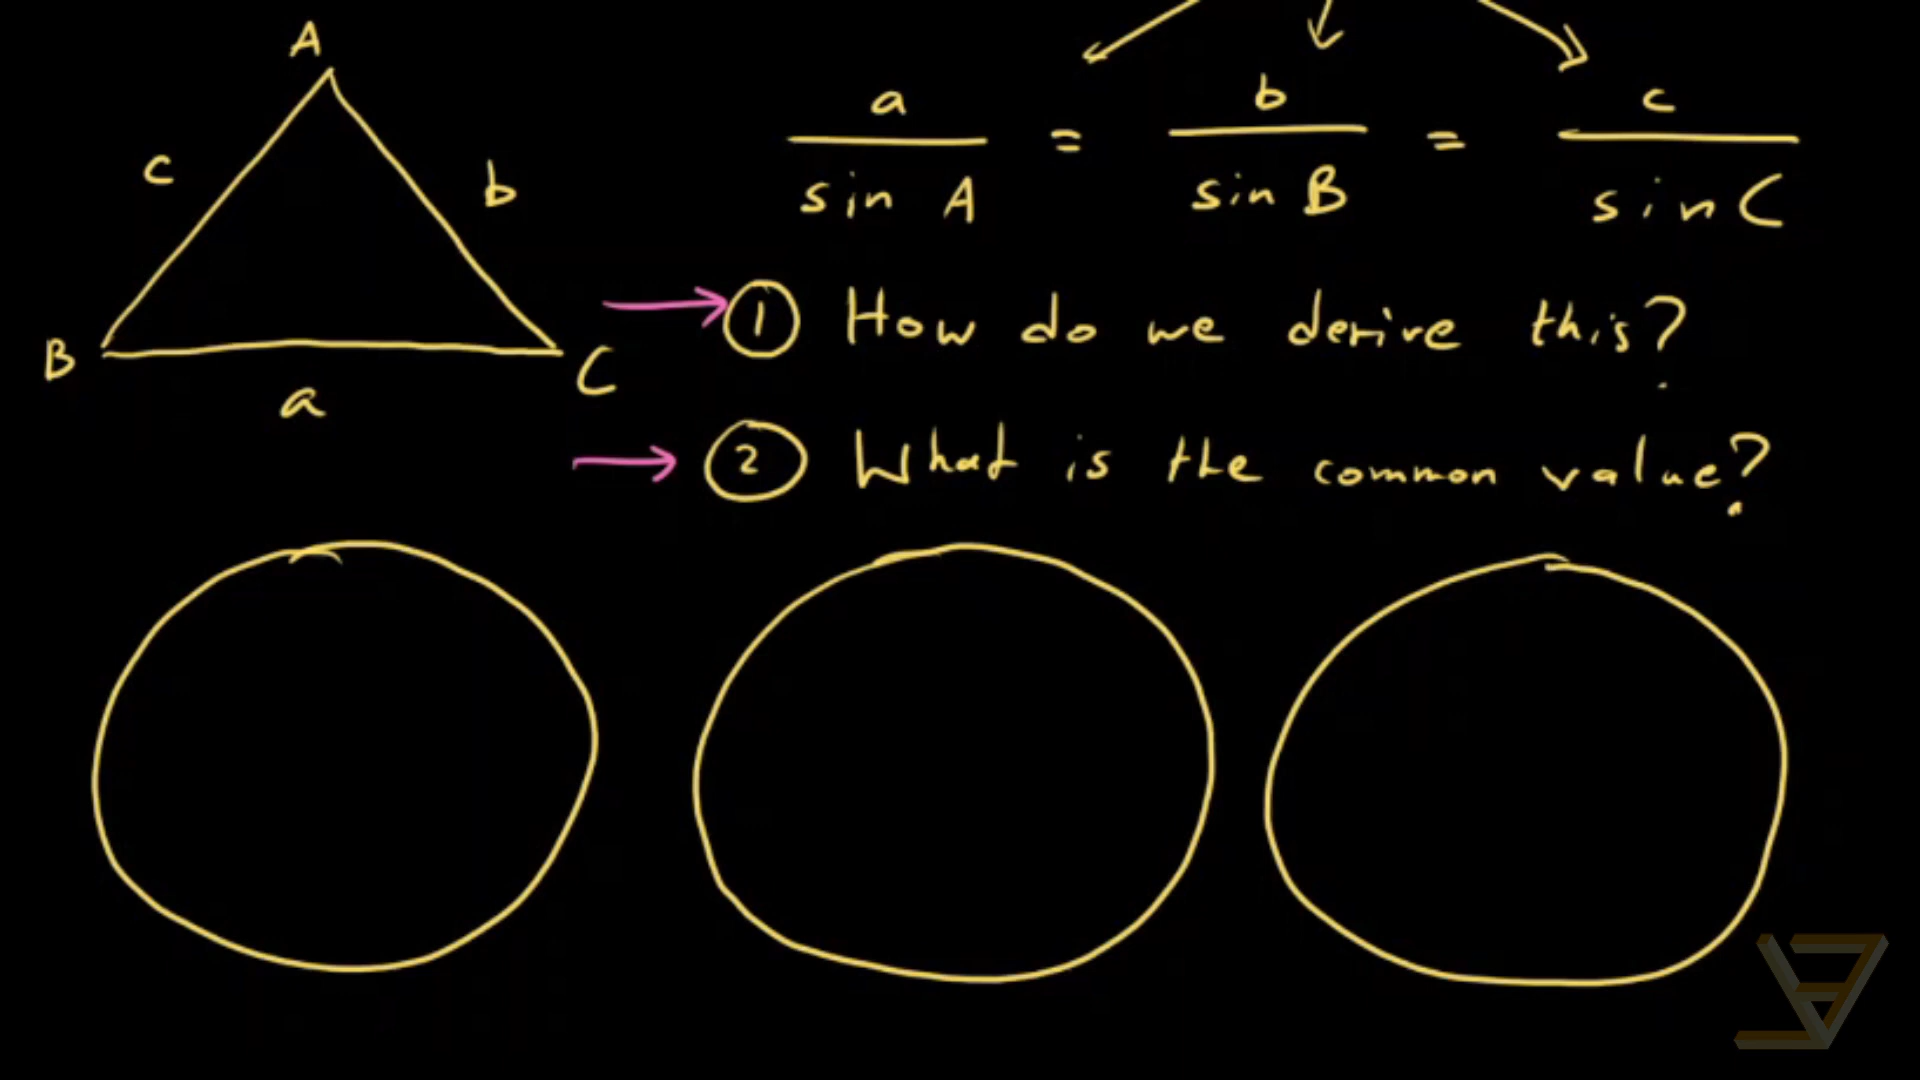 A
c
b
B
C
a
a / sin A = b / sin B = c / sin C
1 How do we derive this?
2 What is the common value?